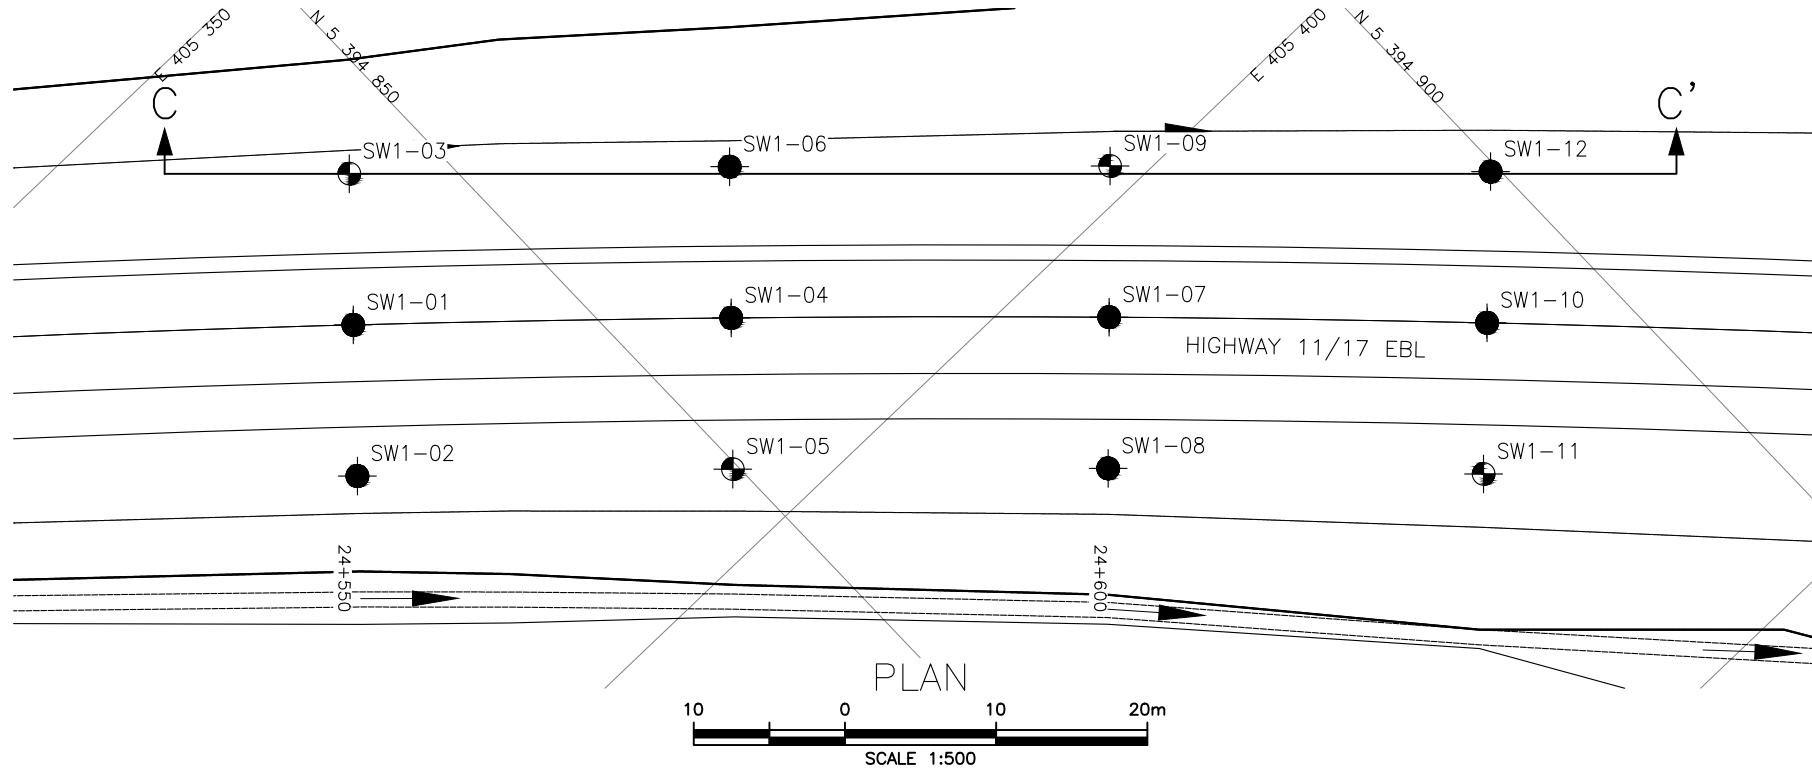 E 405 350
N 5 394 850
E 405 400
N 5 394 900
C
C'
SW1-03
SW1-06
SW1-09
SW1-12
SW1-01
SW1-04
SW1-07
SW1-10
HIGHWAY 11/17 EBL
SW1-02
SW1-05
SW1-08
SW1-11
24+550
24+600
PLAN
10 0 10 20m
SCALE 1:500